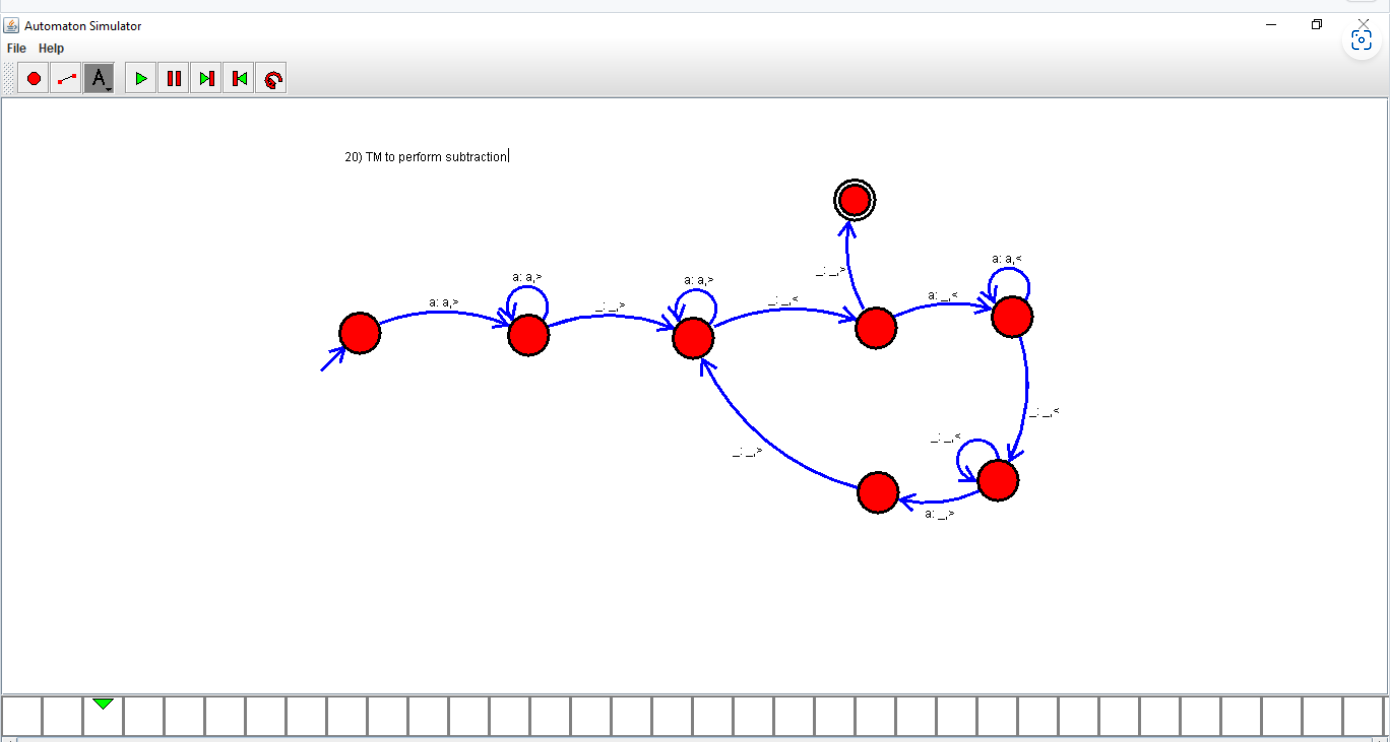 Automaton Simulator
File Help
A
20) TM to perform subtraction
a: a,<
a: a,> a: a,>
a: a,> _: _,> _: _,< _: _,> a: _,<
_: _,<
_: _,<
_: _,>
a: _,>